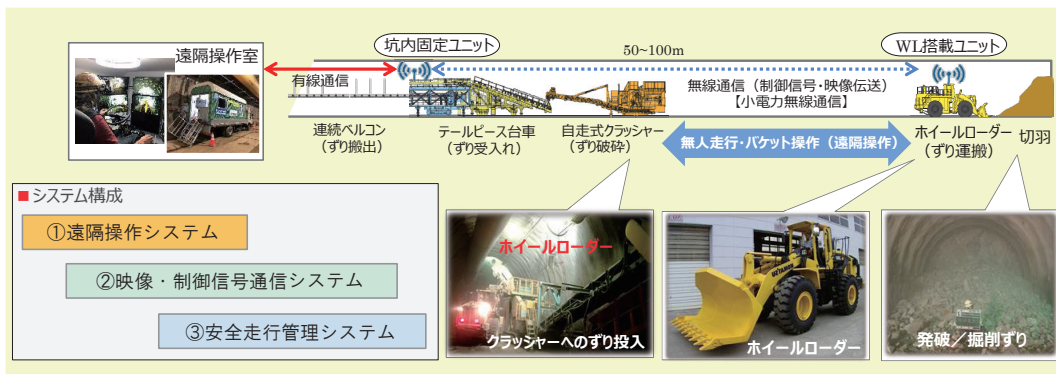 遠隔操作室
坑内固定ユニット
50~100m
WL搭載ユニット
有線通信
無線通信（制御信号・映像伝送）
【小電力無線通信】
連続ベルコン
（ずり搬出）
テールピース台車
（ずり受入れ）
自走式クラッシャー
（ずり破砕）
無人走行・バケット操作（遠隔操作）
ホイールローダー
（ずり運搬）
切羽
■システム構成
①遠隔操作システム
②映像・制御信号通信システム
③安全走行管理システム
ホイールローダー
クラッシャーへのずり投入
ホイールローダー
発破／掘削ずり